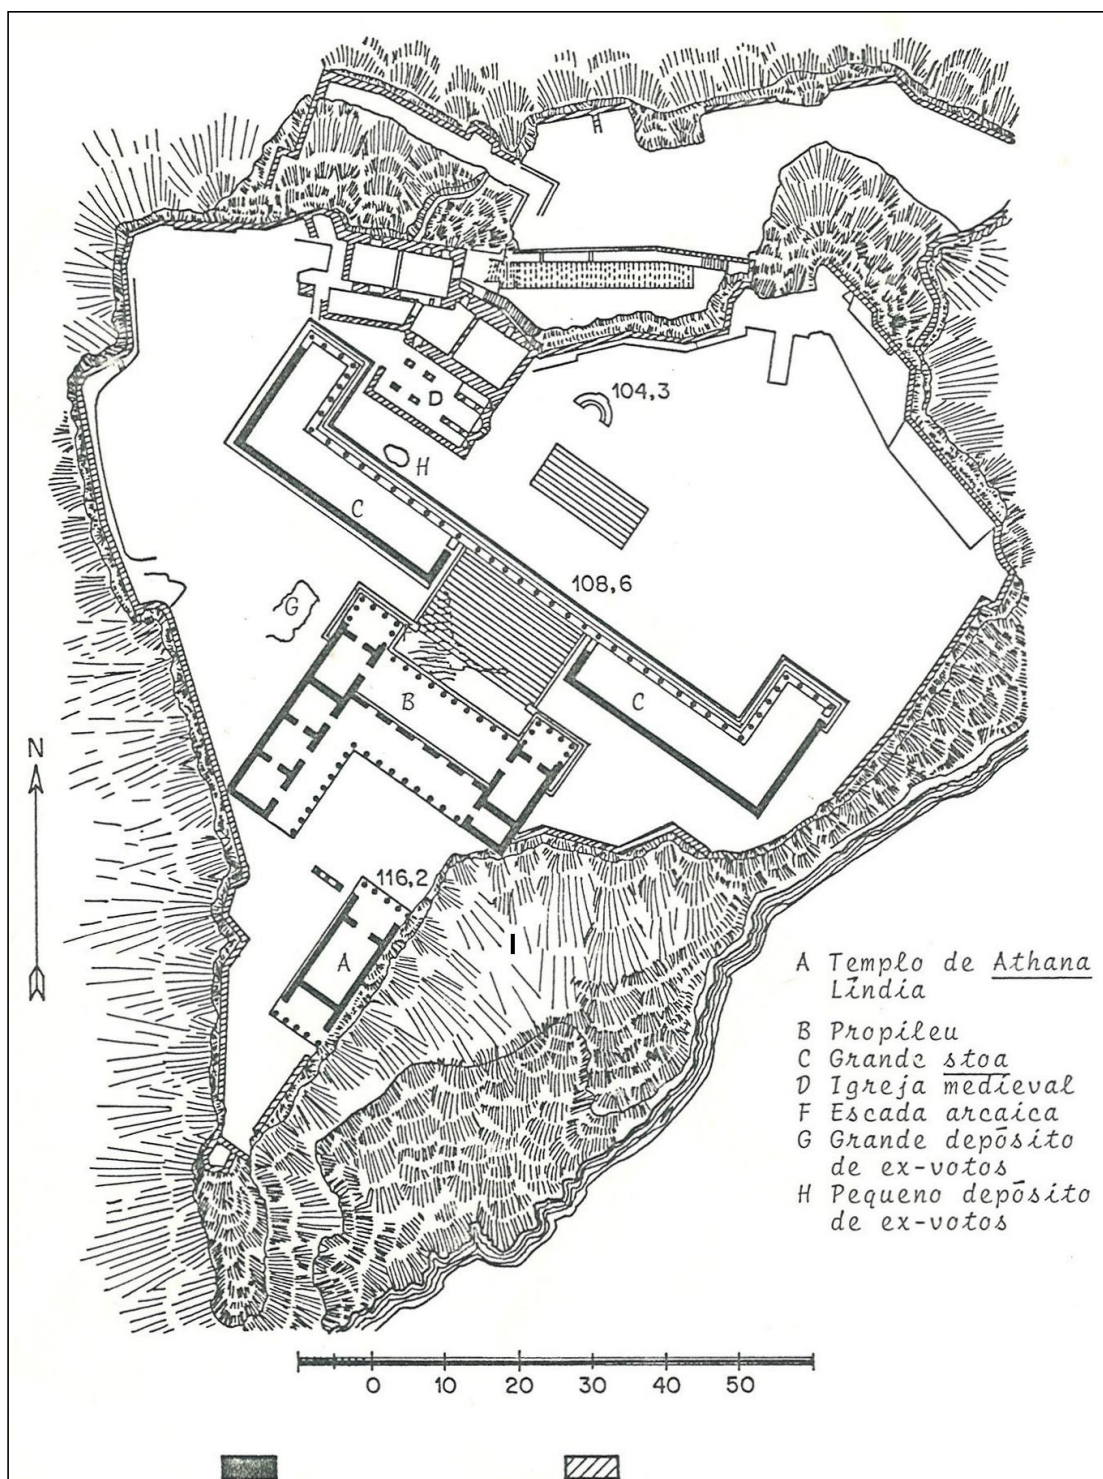 104,3
D
H
C
108,6
G
B
C
N
116,2
I
A
A Templo de Athana
Líndia
B Propileu
C Grande stoa
D Igreja medieval
F Escada arcaica
G Grande depósito
de ex-votos
H Pequeno depósito
de ex-votos
0 10 20 30 40 50